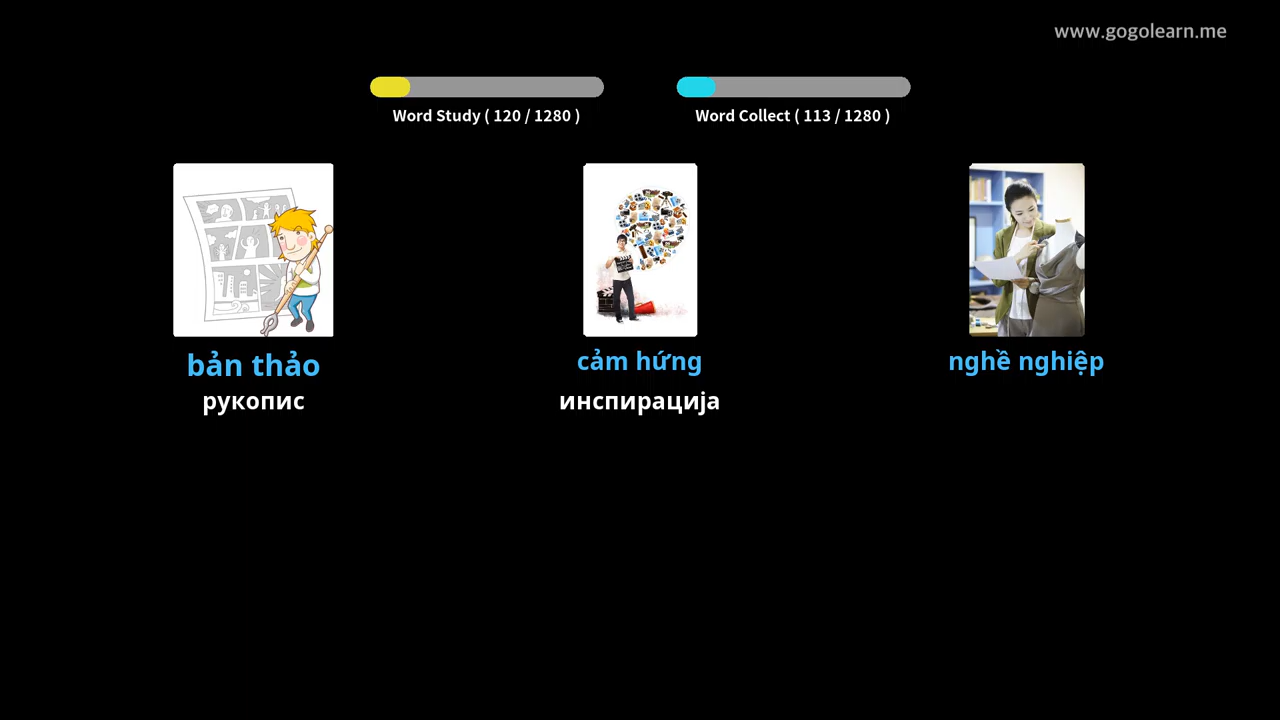 www.gogolearn.me
Word Study ( 120 / 1280 )
Word Collect ( 113 / 1280 )
bản thảo
рукопис
cảm hứng
инспирација
nghề nghiệp